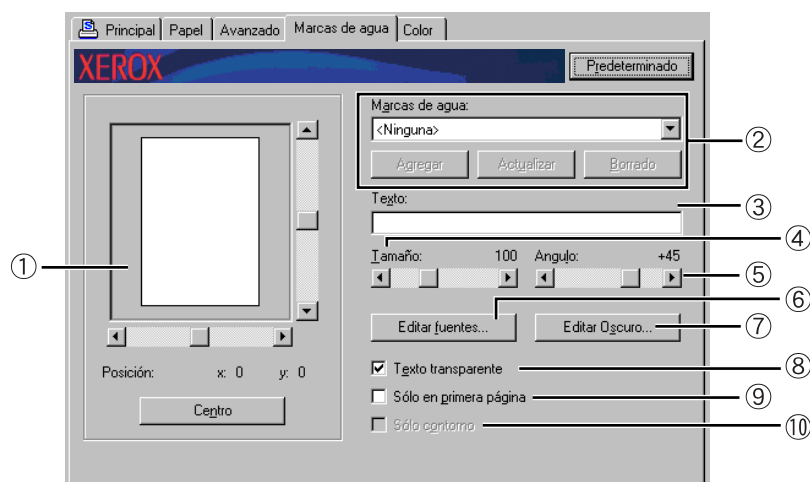 Principal Papel Avanzado Marcas de agua Color
XEROX
Predeterminado
Marcas de agua:
<Ninguna>
②
Agregar Actualizar Borrado
Texto:
③
④
Tamaño: 100 Angulo: +45
①
⑤
⑥
Editar fuentes... Editar Oscuro...
⑦
Posición: x: 0 y: 0
Texto transparente
⑧
Centro
Sólo en primera página
⑨
Sólo contorno
⑩